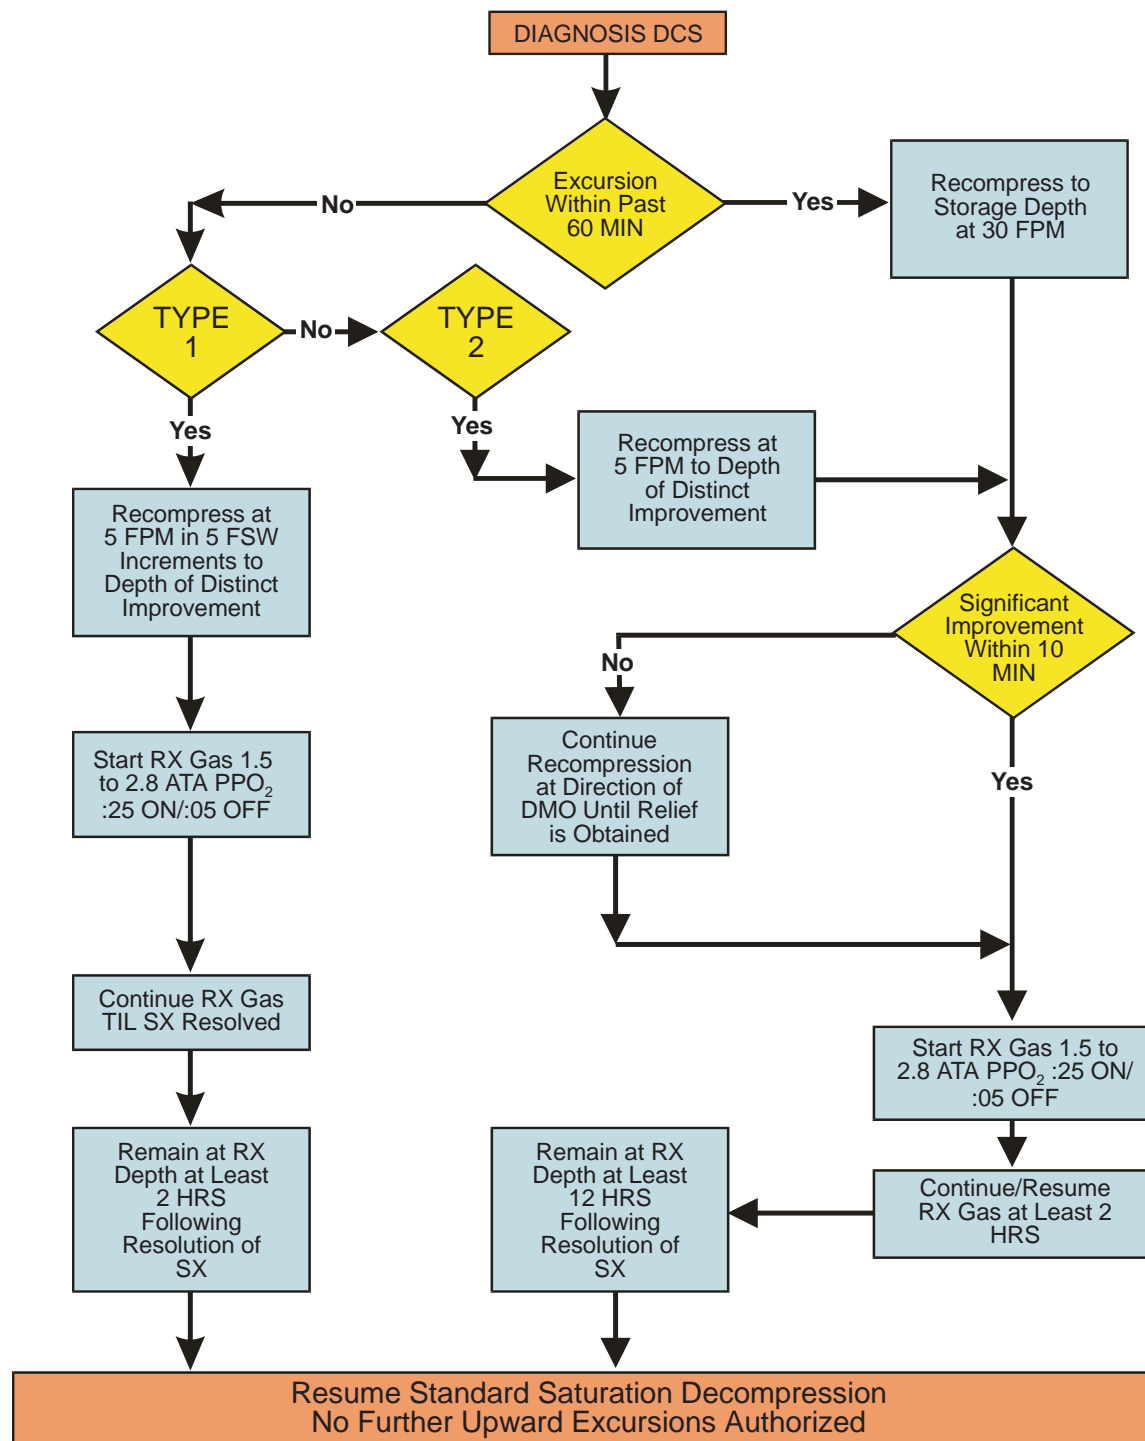 DIAGNOSIS DCS
Excursion
Within Past
60 MIN
No
Yes
Recompress to
Storage Depth
at 30 FPM
TYPE
1
No
TYPE
2
Yes
Yes
Recompress at
5 FPM to Depth
of Distinct
Improvement
Recompress at
5 FPM in 5 FSW
Increments to
Depth of Distinct
Improvement
Significant
Improvement
Within 10
MIN
No
Yes
Continue
Recompression
at Direction of
DMO Until Relief
is Obtained
Start RX Gas 1.5
to 2.8 ATA PPO₂
:25 ON/:05 OFF
Continue RX Gas
TIL SX Resolved
Start RX Gas 1.5 to
2.8 ATA PPO₂ :25 ON/
:05 OFF
Remain at RX
Depth at Least
2 HRS
Following
Resolution of
SX
Remain at RX
Depth at Least
12 HRS
Following
Resolution of
SX
Continue/Resume
RX Gas at Least 2
HRS
Resume Standard Saturation Decompression
No Further Upward Excursions Authorized